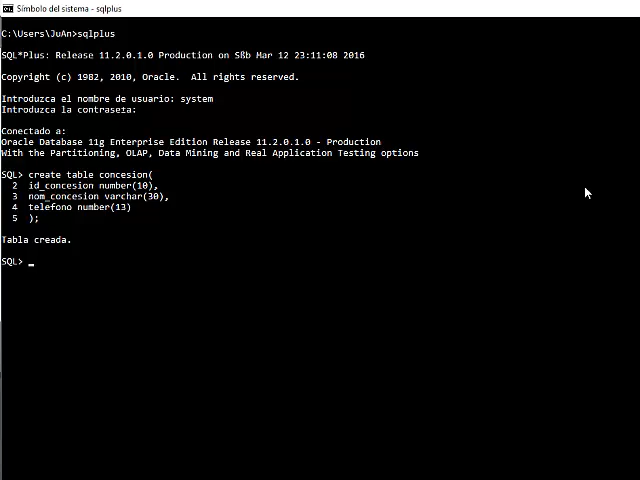 Símbolo del sistema - sqlplus
C:\Users\JuAn>sqlplus
SQL*Plus: Release 11.2.0.1.0 Production on Sßb Mar 12 23:11:08 2016
Copyright (c) 1982, 2010, Oracle.  All rights reserved.
Introduzca el nombre de usuario: system
Introduzca la contrase±a:
Conectado a:
Oracle Database 11g Enterprise Edition Release 11.2.0.1.0 - Production
With the Partitioning, OLAP, Data Mining and Real Application Testing options
SQL> create table concesion(
2  id_concesion number(10),
3  nom_concesion varchar(30),
4  telefono number(13)
5  );
Tabla creada.
SQL> _